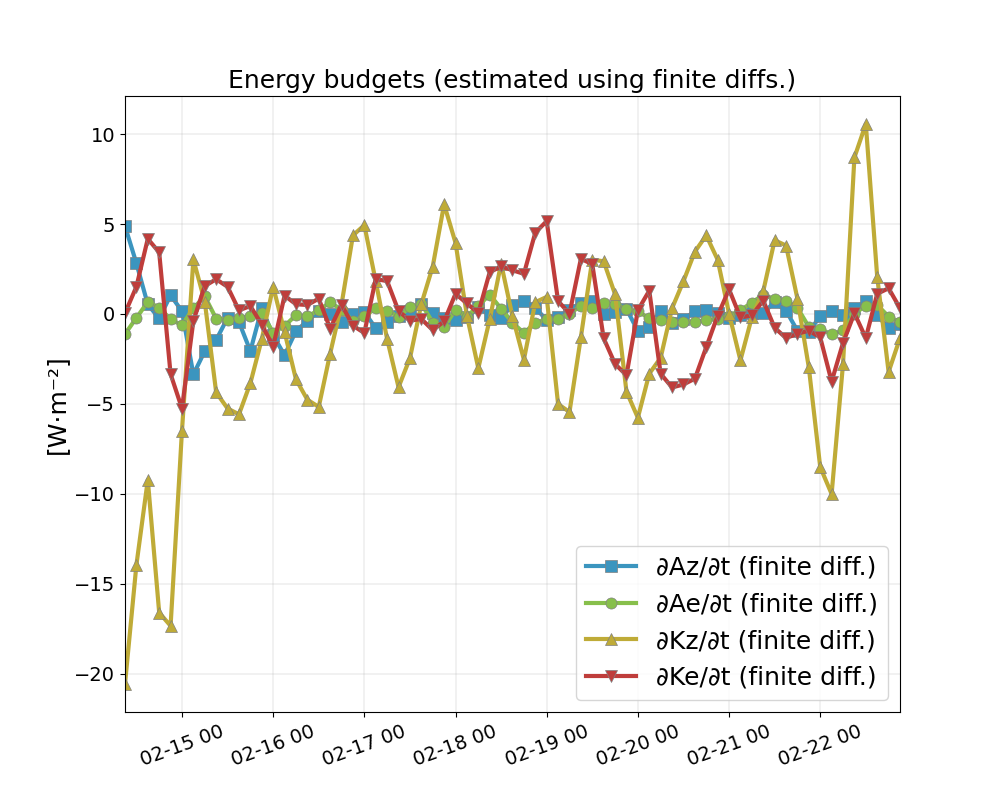 Energy budgets (estimated using finite diffs.)
[W·m⁻²]
10
5
0
−5
−10
−15
−20
∂Az/∂t (finite diff.)
∂Ae/∂t (finite diff.)
∂Kz/∂t (finite diff.)
∂Ke/∂t (finite diff.)
02-15 00
02-16 00
02-17 00
02-18 00
02-19 00
02-20 00
02-21 00
02-22 00